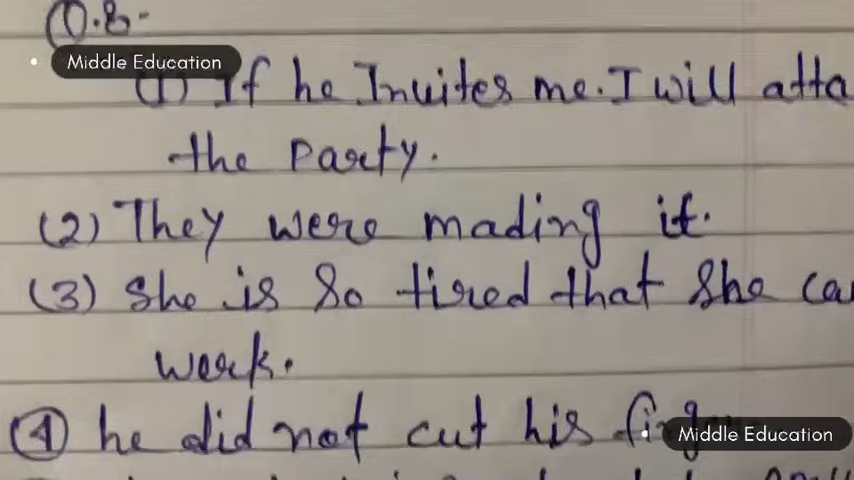 Middle Education
(1) If he Invites me. I will atta
the Party.
(2) They were mading it.
(3) She is so tired that she ca
werk.
(4) he did not cut his
Middle Education